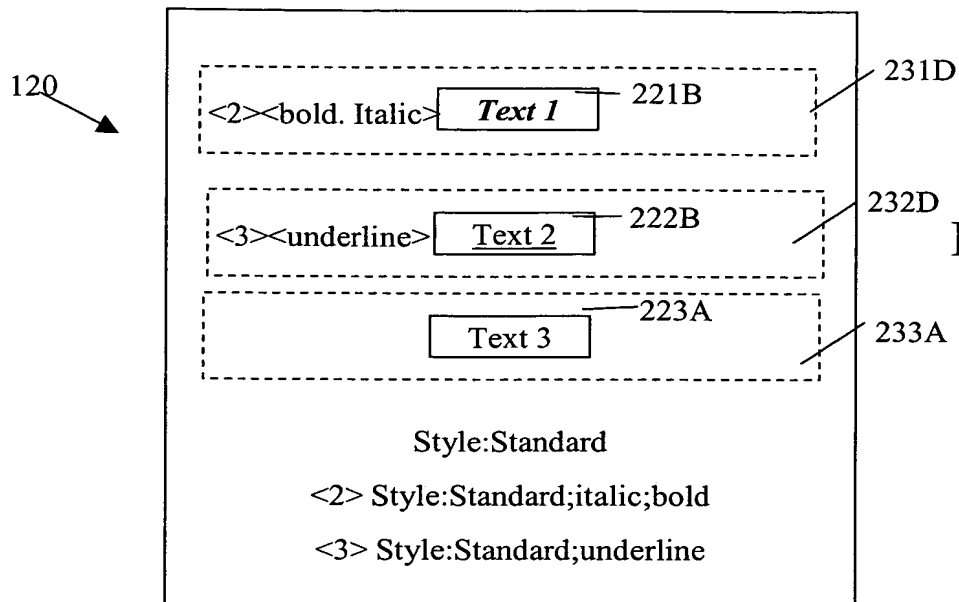 120
231D
<2><bold. Italic> Text 1 221B
232D
<3><underline> Text 2 222B
223A
Text 3
233A
Style:Standard
<2> Style:Standard;italic;bold
<3> Style:Standard;underline